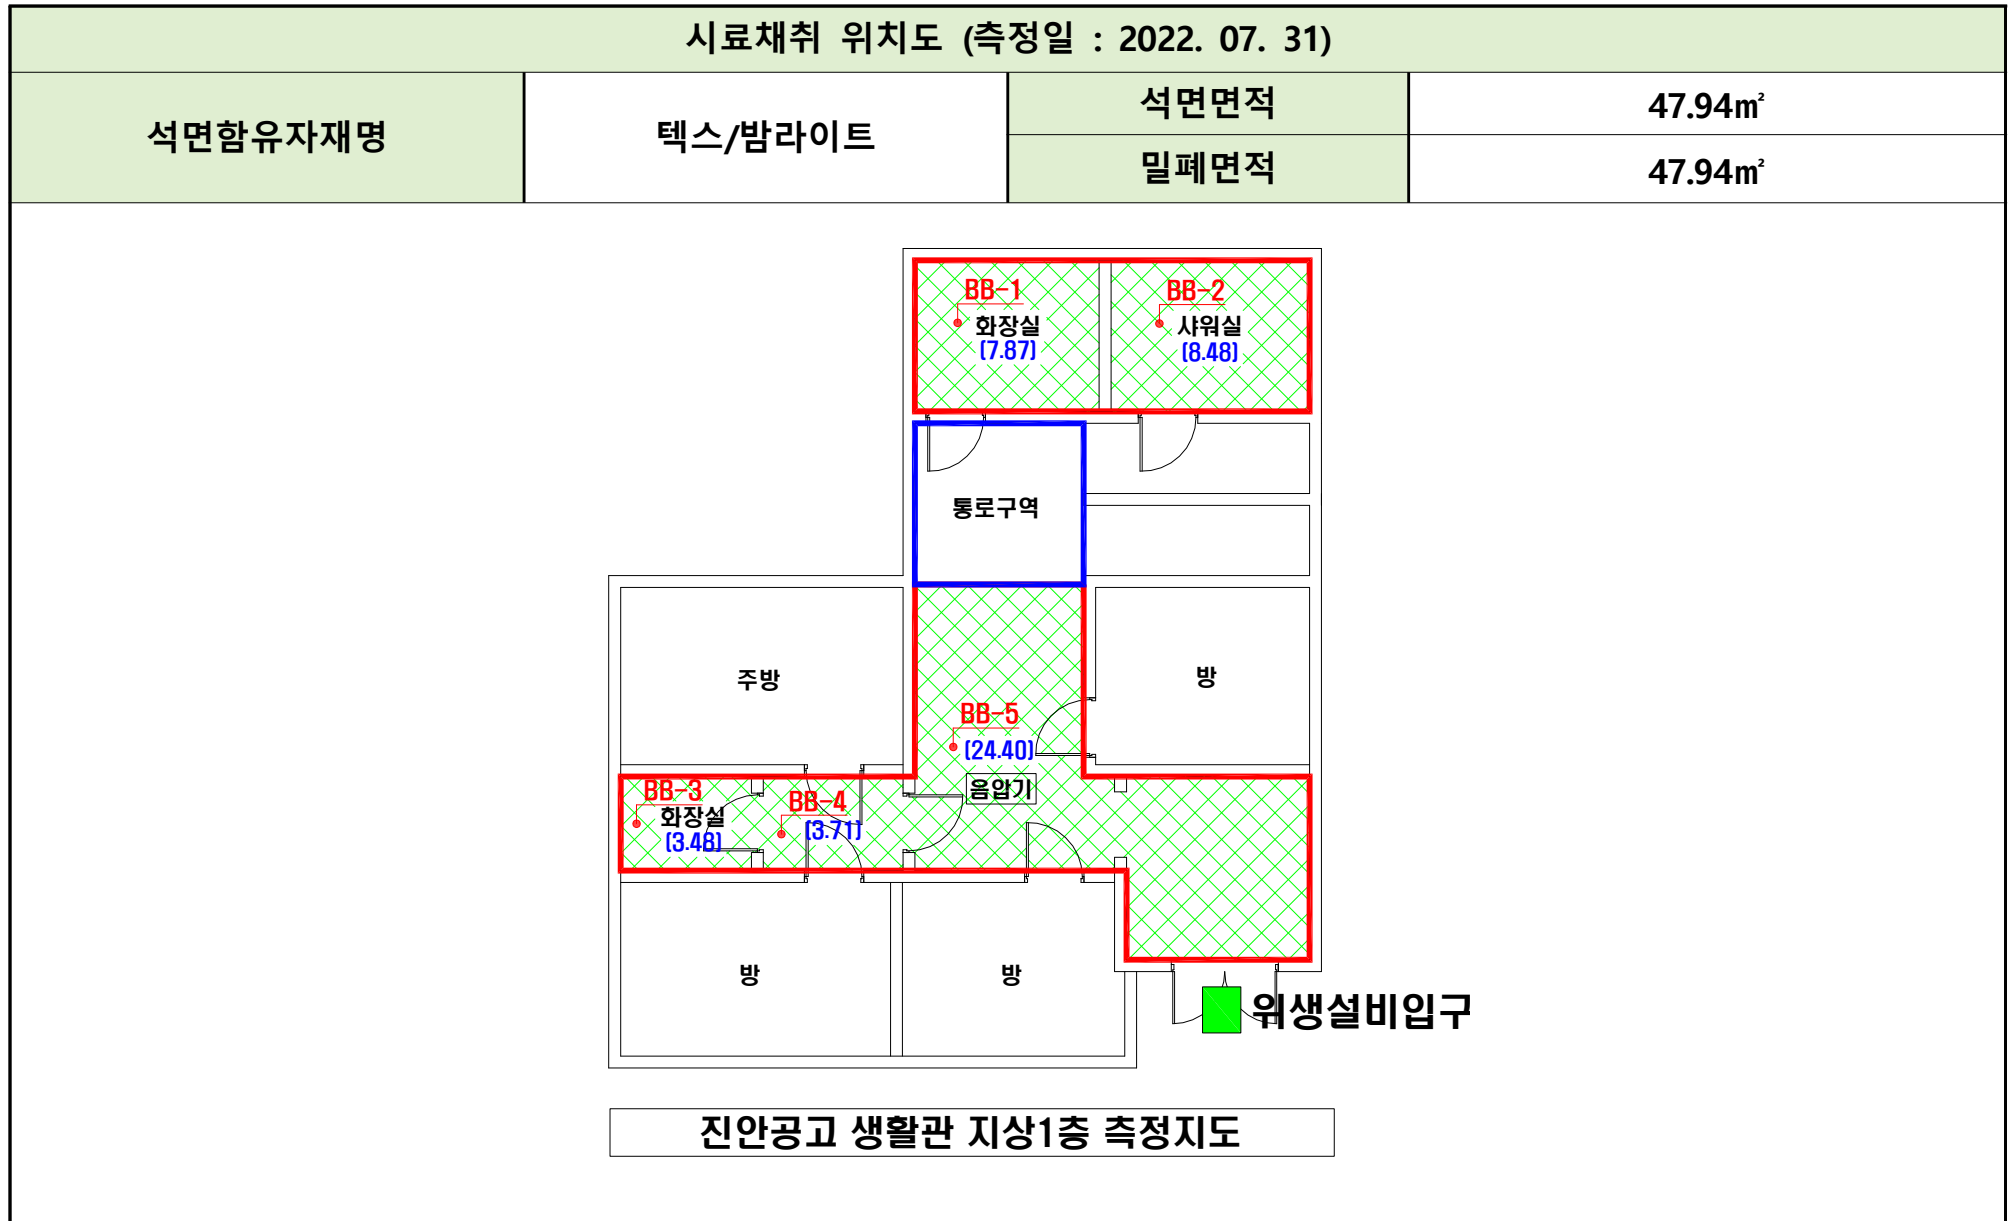 시료채취 위치도 (측정일 : 2022. 07. 31)
석면함유자재명
텍스/밤라이트
석면면적
47.94㎡
밀폐면적
47.94㎡
BB-1
화장실
(7.87)
BB-2
샤워실
(8.48)
통로구역
주방
방
BB-5
(24.40)
음압기
BB-3
화장실
(3.48)
BB-4
(3.71)
방
방
위생설비입구
진안공고 생활관 지상1층 측정지도